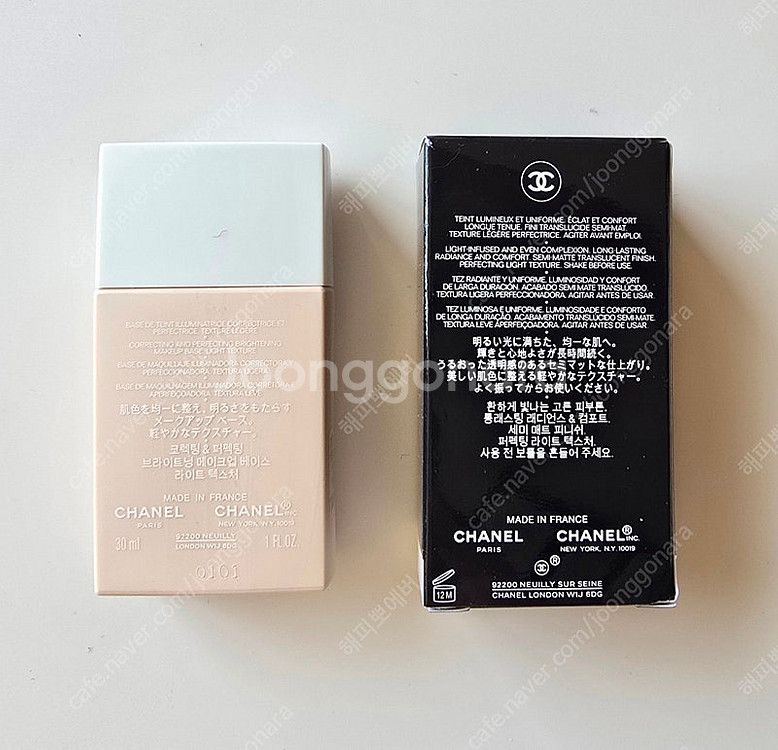 BASE DE TEINT ILLUMINATRICE CORRECTRICE ET
PERFECTRICE. TEXTURE LÉGÈRE
CORRECTING AND PERFECTING BRIGHTENING
MAKEUP BASE. LIGHT TEXTURE
BASE DE MAQUILLAJE ILUMINADORA CORRECTORA Y
PERFECCIONADORA. TEXTURA LIGERA
BASE DE MAQUILHAGEM ILUMINADORA CORRETORA
APERFEIÇOADORA. TEXTURA LEVE
肌色を均一に整え、明るさをもたらす
メークアップ ベース。
軽やかなテクスチャー。
코렉팅 & 퍼펙팅
브라이트닝 메이크업 베이스
라이트 텍스처
MADE IN FRANCE
CHANEL CHANEL® INC.
PARIS NEW YORK, N.Y. 10019
30 ml 92200 NEUILLY 1 FL. OZ.
LONDON W1J 6DG
0101
TEINT LUMINEUX ET UNIFORME. ÉCLAT ET CONFORT
LONGUE TENUE. FINI TRANSLUCIDE SEMI-MAT.
TEXTURE LÉGÈRE PERFECTRICE. AGITER AVANT EMPLOI.
LIGHT-INFUSED AND EVEN COMPLEXION. LONG LASTING
RADIANCE AND COMFORT. SEMI-MATTE TRANSLUCENT FINISH.
PERFECTING LIGHT TEXTURE. SHAKE BEFORE USE.
TEZ RADIANTE Y UNIFORME. LUMINOSIDAD Y CONFORT
DE LARGA DURACIÓN. ACABADO SEMI MATE TRANSLÚCIDO.
TEXTURA LIGERA PERFECCIONADORA. AGITAR ANTES DE USAR.
TEZ LUMINOSA E UNIFORME. LUMINOSIDADE E CONFORTO
DE LONGA DURAÇÃO. ACABAMENTO TRANSLÚCIDO SEMI-MATE.
TEXTURA LEVE APERFEIÇOADORA. AGITAR ANTES DE USAR.
明るい光に満ちた、均一な肌へ。
輝きと心地よさが長時間続く。
うるおった透明感のあるセミマットな仕上がり。
美しい肌色に整える軽やかなテクスチャー。
よく振ってからお使いください。
환하게 빛나는 고른 피부톤.
롱래스팅 래디언스 & 컴포트.
세미 매트 피니쉬.
퍼펙팅 라이트 텍스처.
사용 전 보틀을 흔들어 주세요.
MADE IN FRANCE
CHANEL CHANEL® INC.
PARIS NEW YORK, N.Y. 10019
®
12M
92200 NEUILLY SUR SEINE
CHANEL LONDON W1J 6DG
joonggon
cafe.naver.com/joonggonara
해피뽀이버